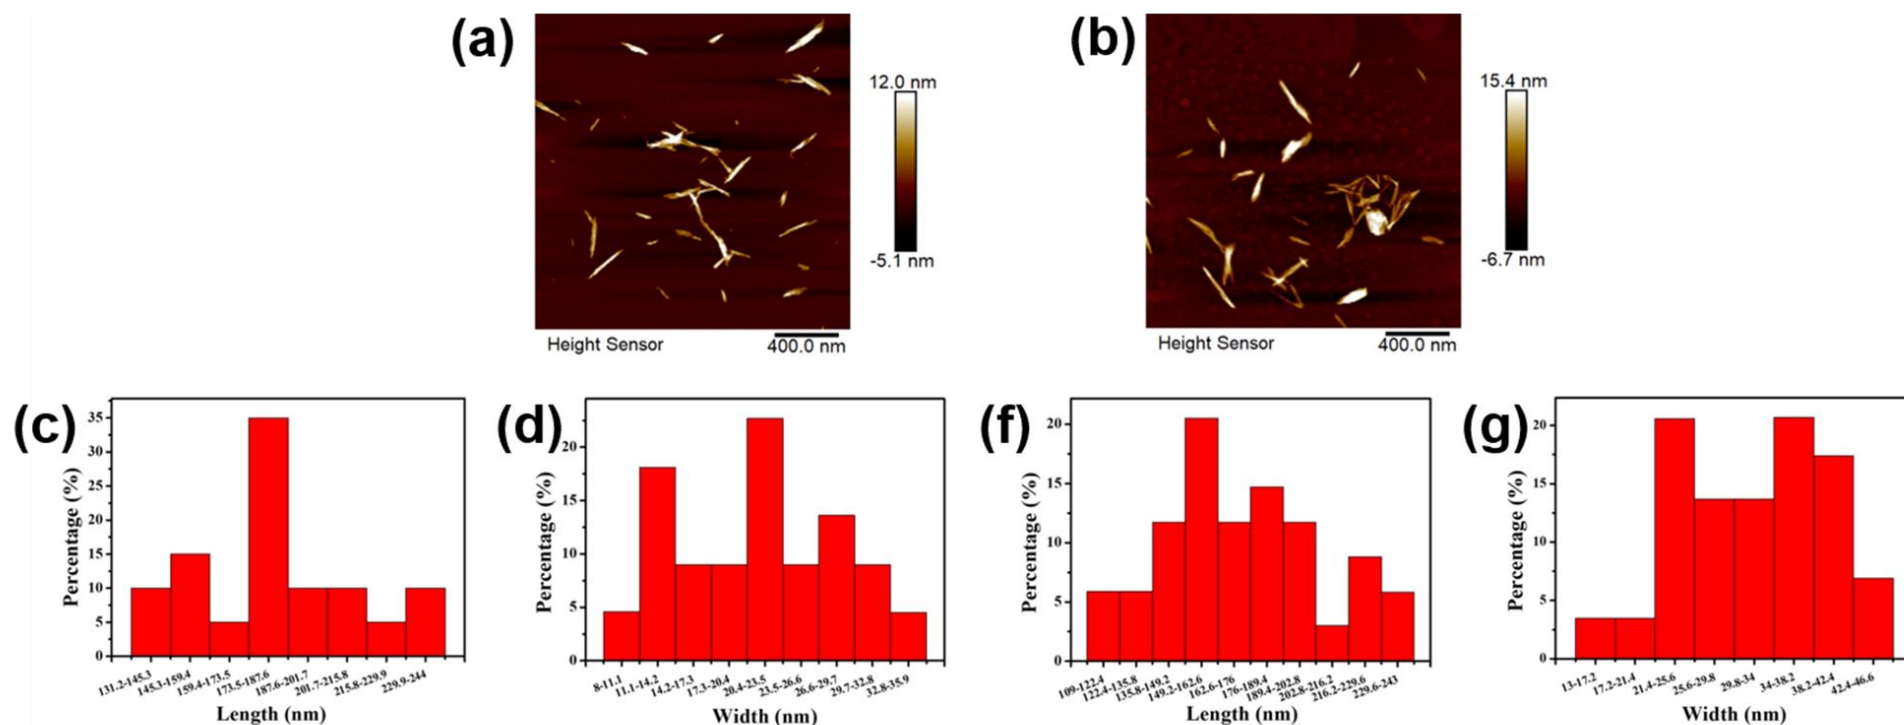 (a)
12.0 nm
-5.1 nm
Height Sensor
400.0 nm
(b)
15.4 nm
-6.7 nm
Height Sensor
400.0 nm
(c)
Percentage (%)
35
30
25
20
15
10
5
0
131.2-145.3
145.3-159.4
159.4-173.5
173.5-187.6
187.6-201.7
201.7-215.8
215.8-229.9
229.9-244
Length (nm)
(d)
Percentage (%)
20
15
10
5
0
8-11.1
11.1-14.2
14.2-17.3
17.3-20.4
20.4-23.5
23.5-26.6
26.6-29.7
29.7-32.8
32.8-35.9
Width (nm)
(f)
Percentage (%)
20
15
10
5
0
109-122.4
122.4-135.8
135.8-149.2
149.2-162.6
162.6-176
176-189.4
189.4-202.8
202.8-216.2
216.2-229.6
229.6-243
Length (nm)
(g)
Percentage (%)
20
15
10
5
0
13-17.2
17.2-21.4
21.4-25.6
25.6-29.8
29.8-34
34-38.2
38.2-42.4
42.4-46.6
Width (nm)